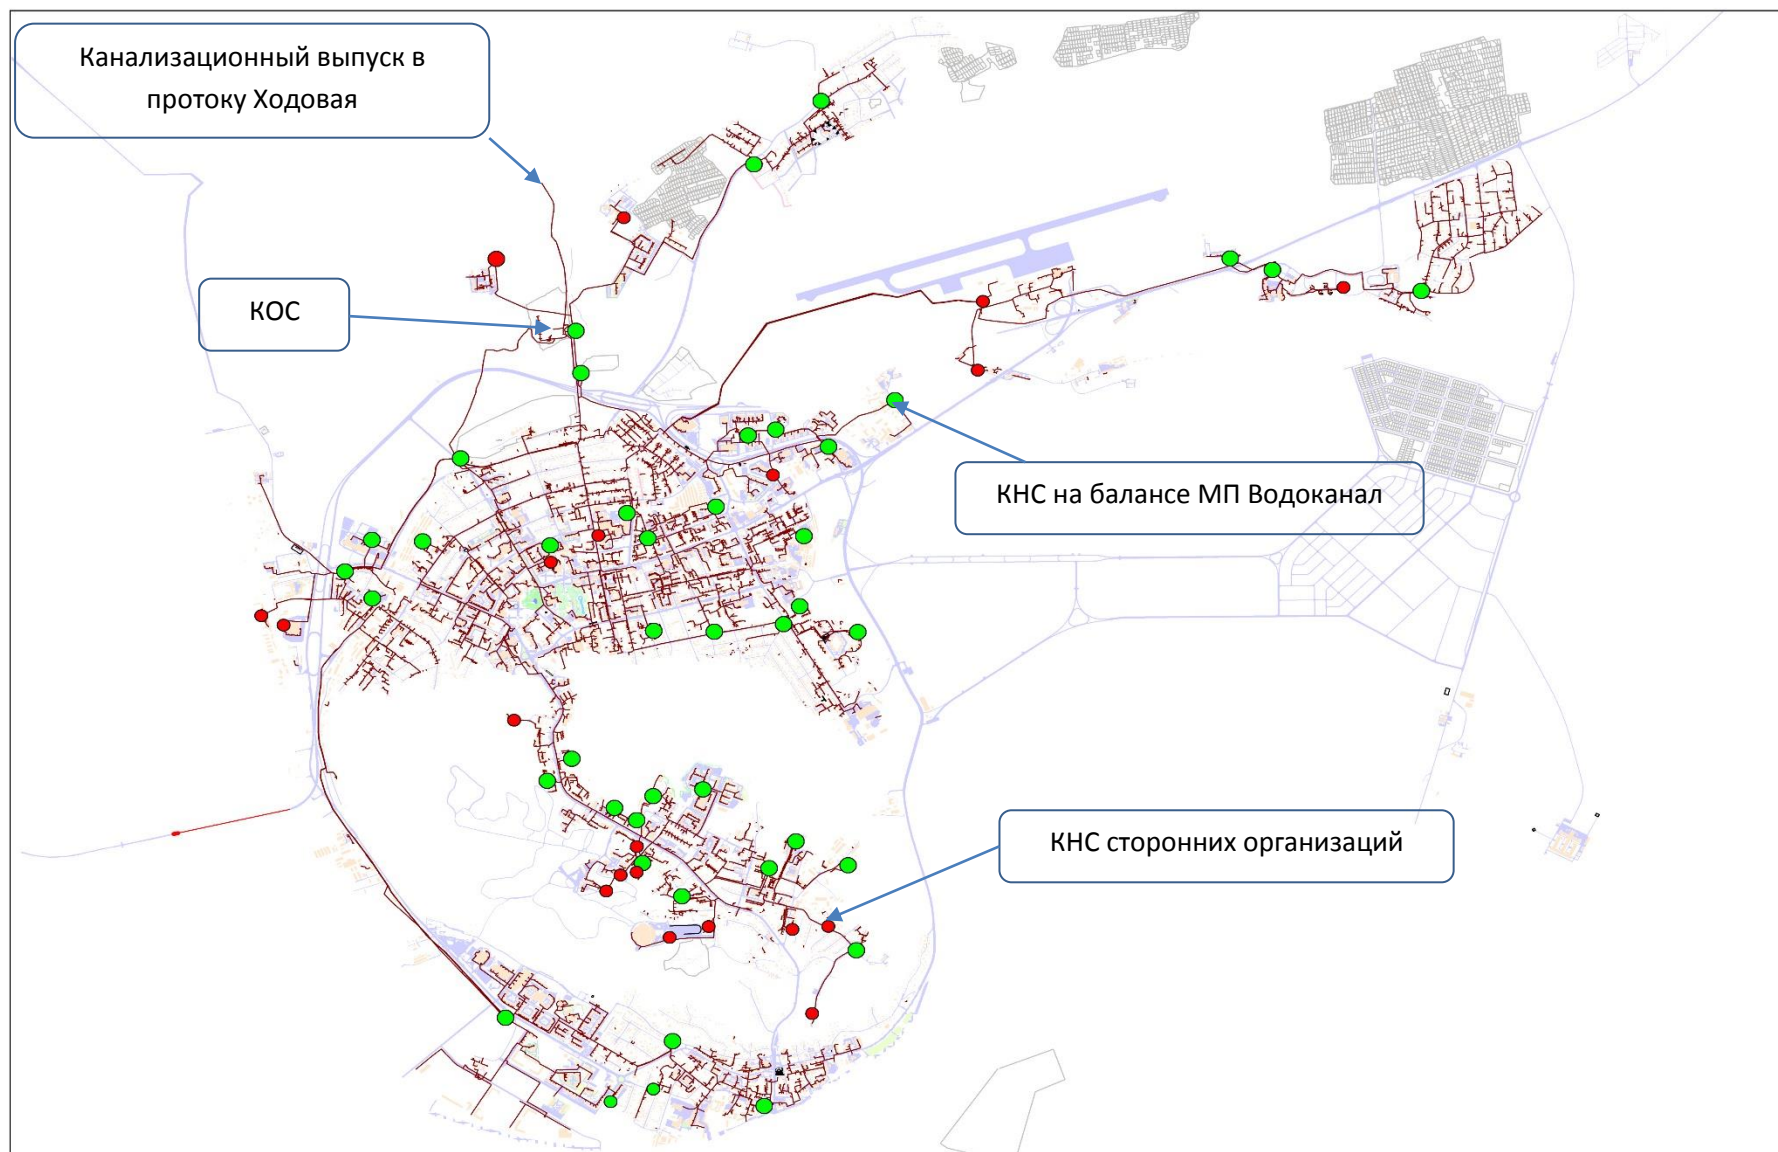 Канализационный выпуск в
протоку Ходовая
КОС
КНС на балансе МП Водоканал
КНС сторонних организаций